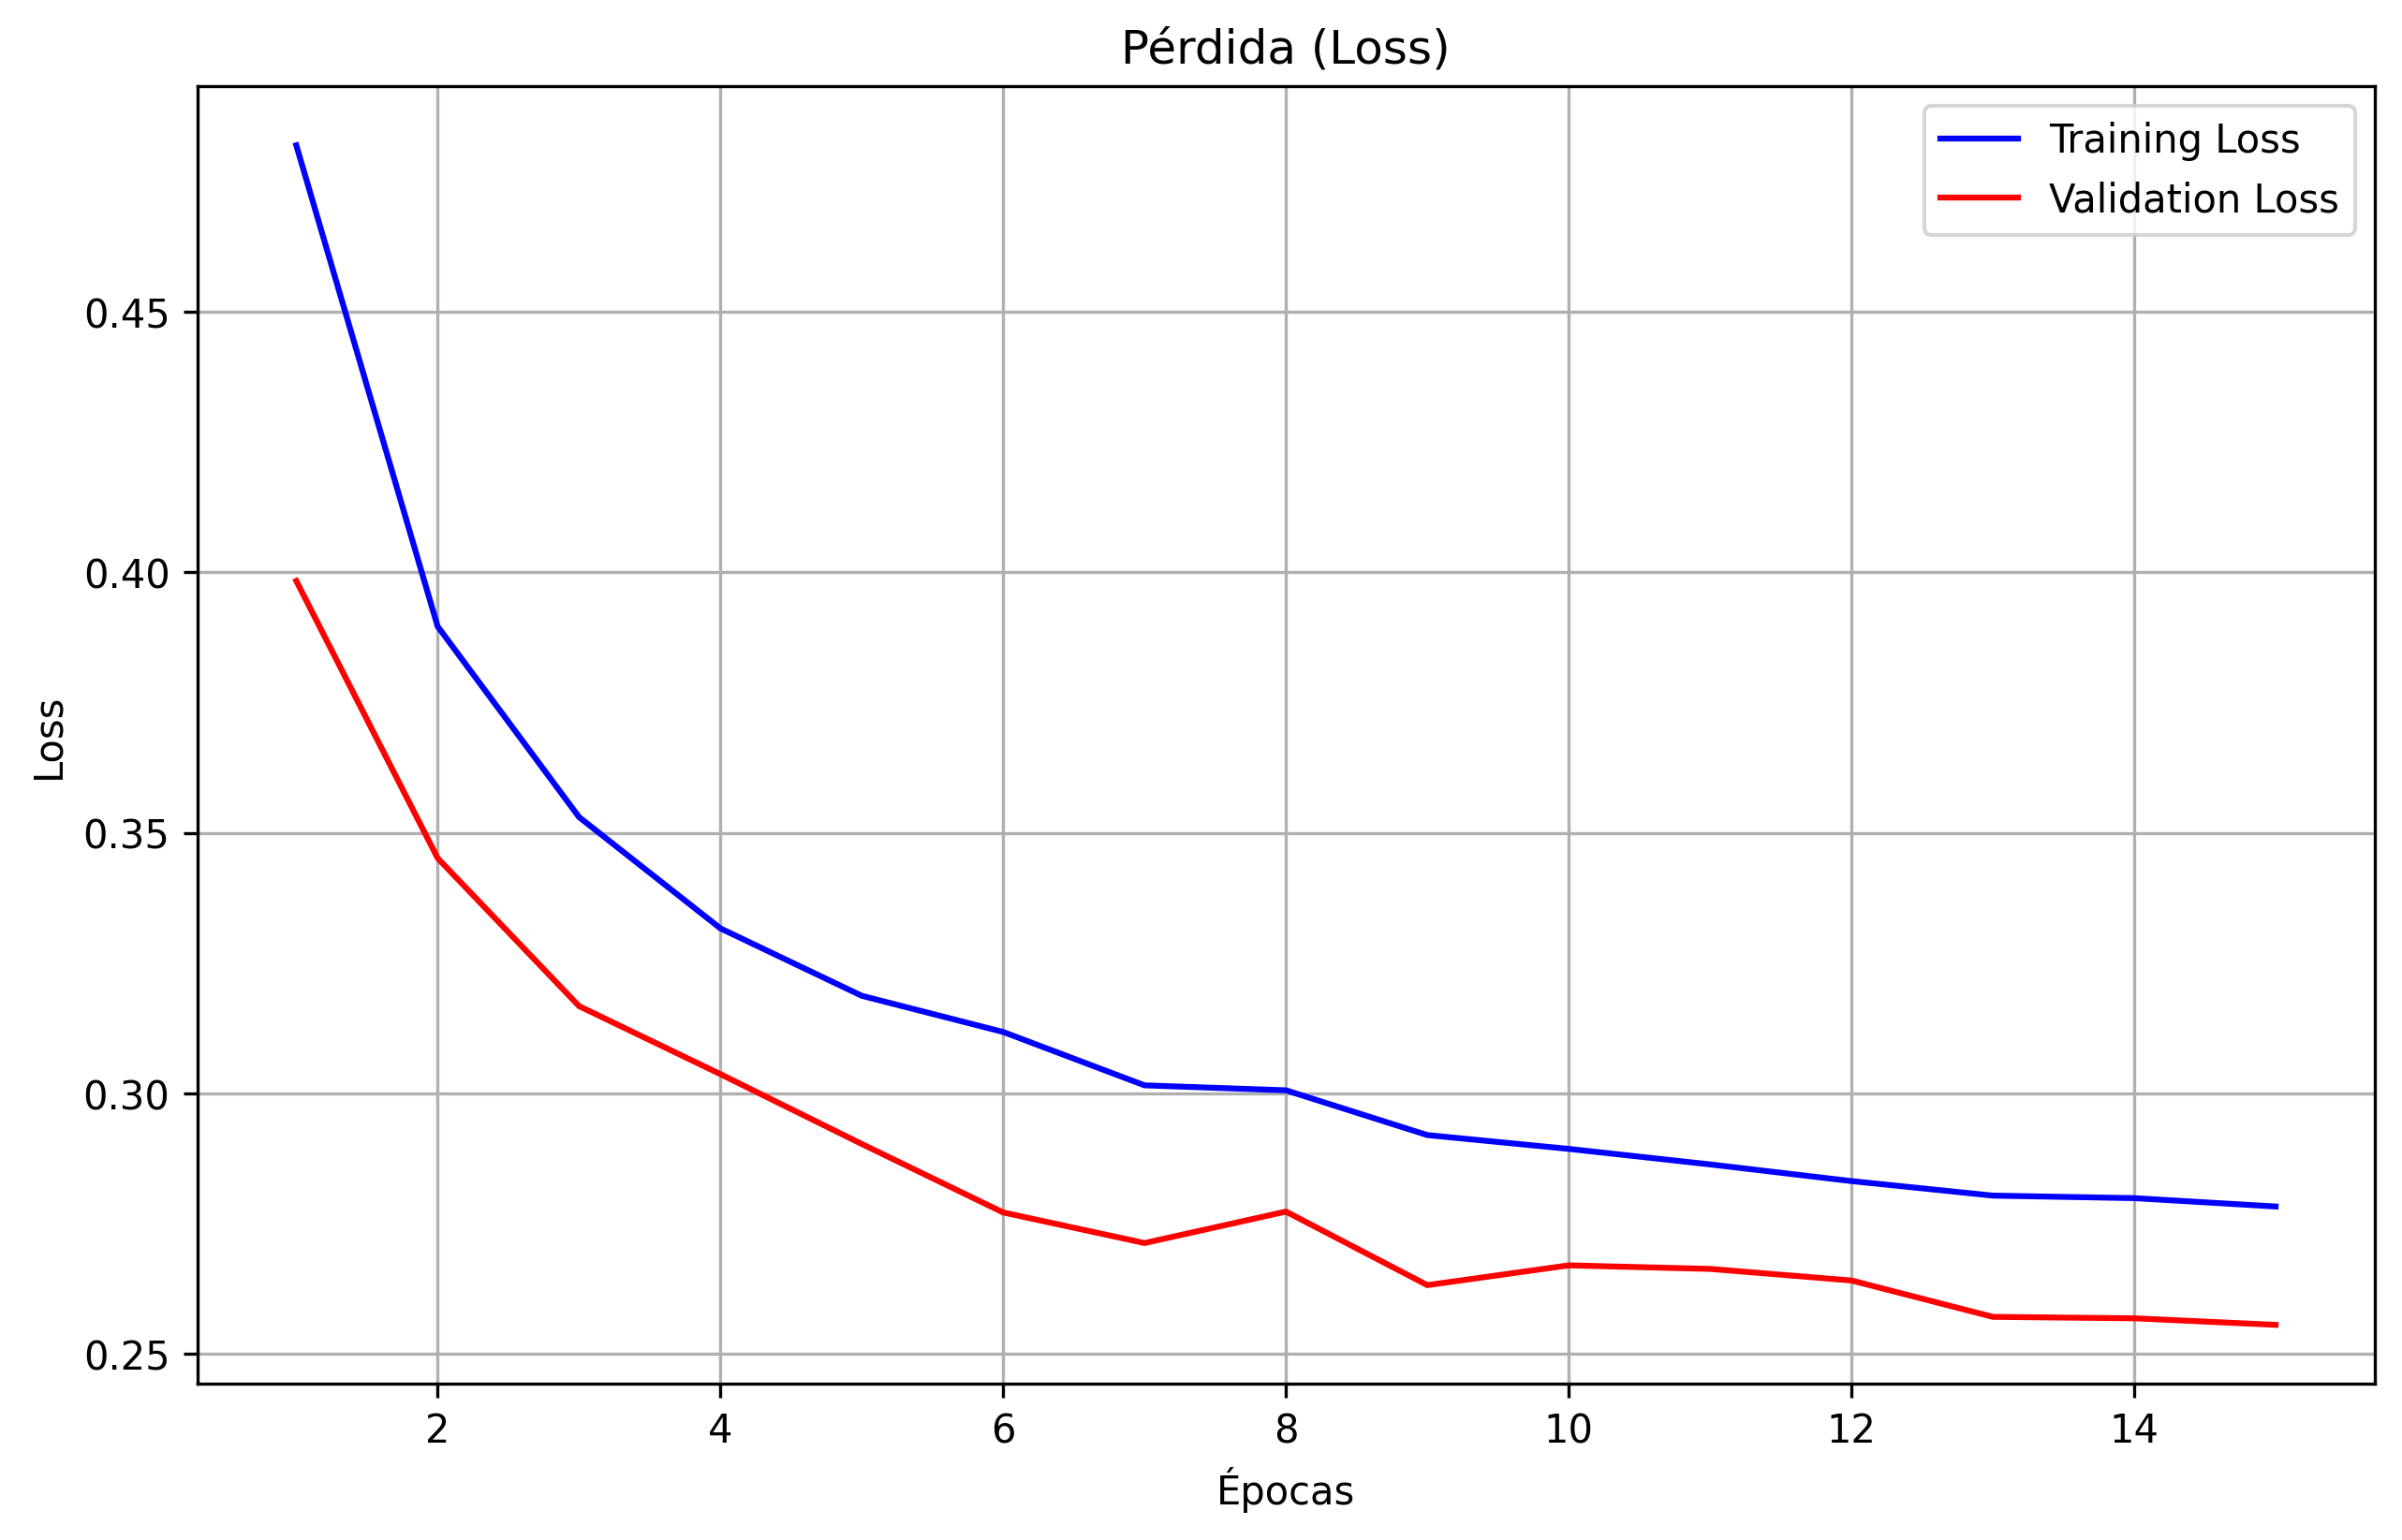 Pérdida (Loss)
Training Loss
Validation Loss
0.45
0.40
0.35
0.30
0.25
Loss
2 4 6 8 10 12 14
Épocas